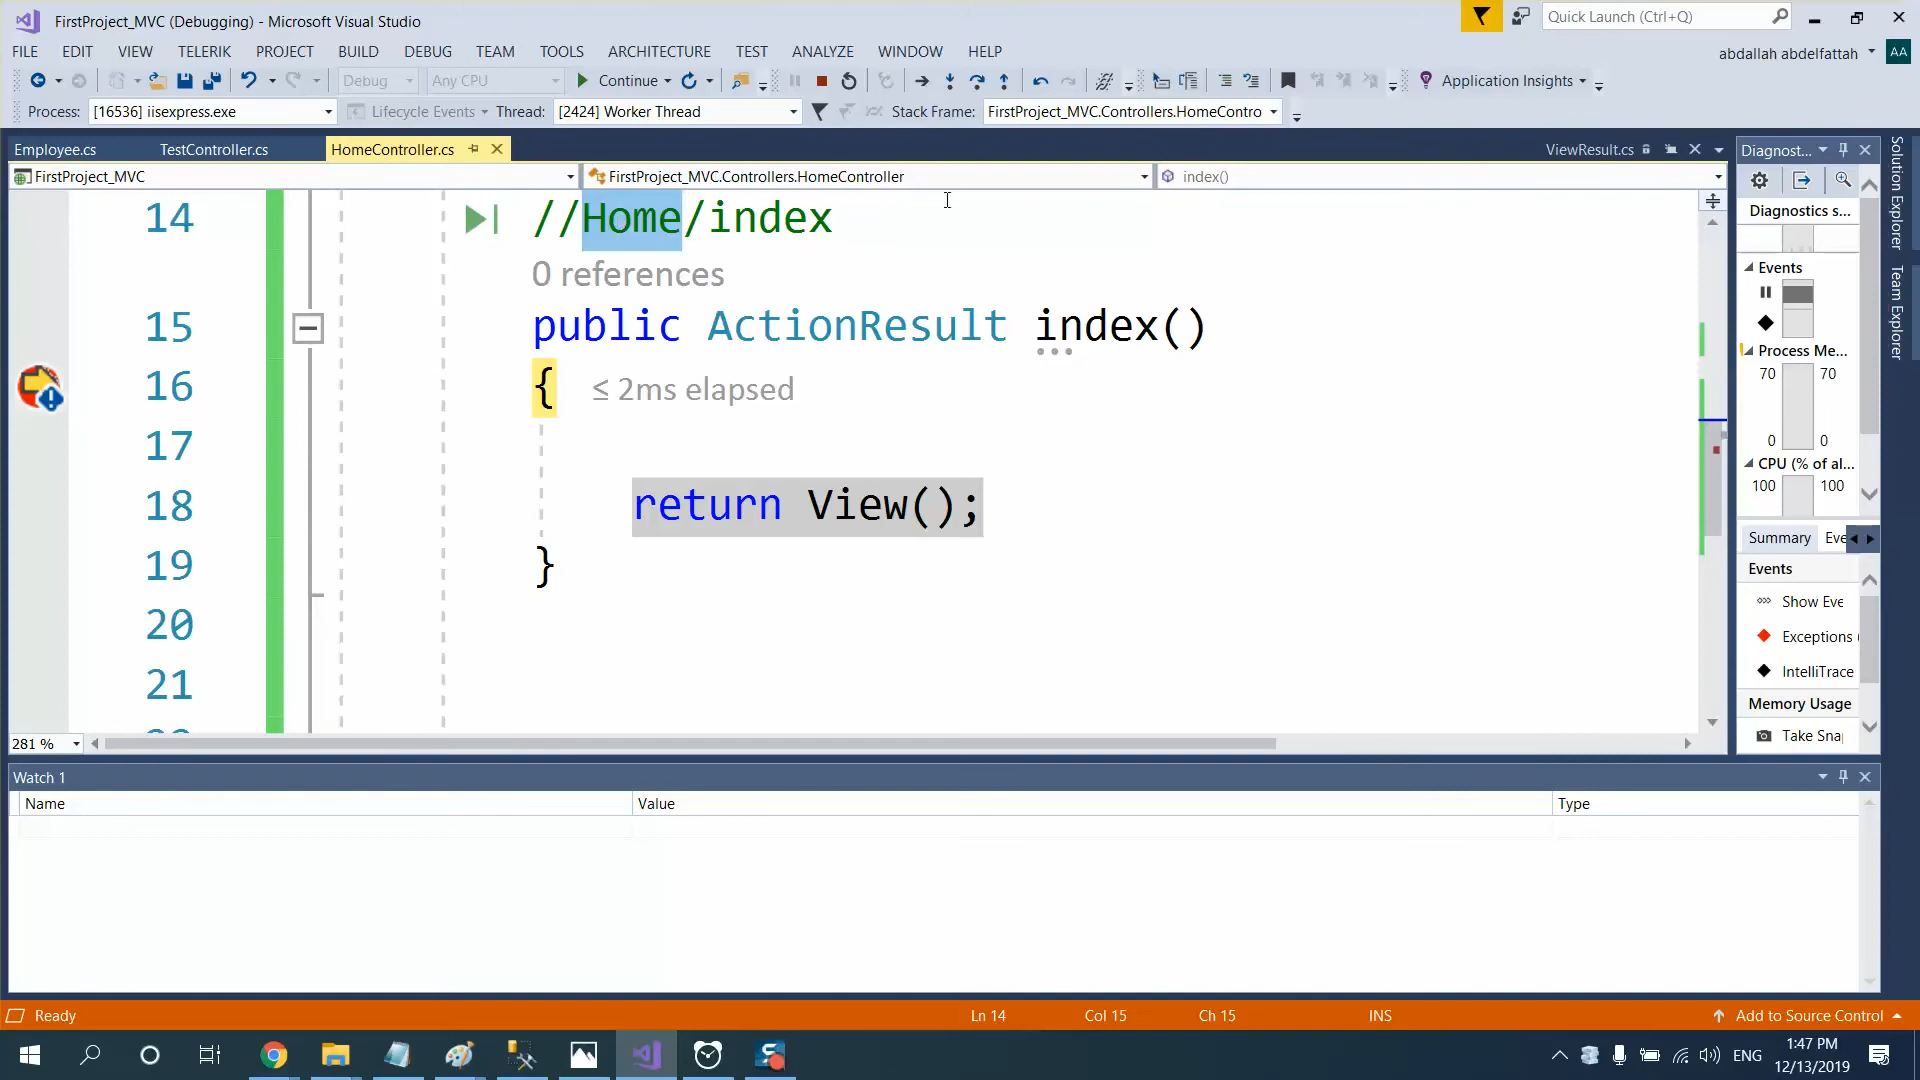 FirstProject_MVC (Debugging) - Microsoft Visual Studio
Quick Launch (Ctrl+Q)
FILE EDIT VIEW TELERIK PROJECT BUILD DEBUG TEAM TOOLS ARCHITECTURE TEST ANALYZE WINDOW HELP
abdallah abdelfattah AA
Debug Any CPU Continue Application Insights
Process: [16536] iisexpress.exe Lifecycle Events Thread: [2424] Worker Thread Stack Frame: FirstProject_MVC.Controllers.HomeContro
Employee.cs TestController.cs HomeController.cs ViewResult.cs
FirstProject_MVC FirstProject_MVC.Controllers.HomeController index()
14 //Home/index
0 references
15 public ActionResult index()
16 { ≤ 2ms elapsed
17
18 return View();
19 }
20
21
281 %
Diagnost...
Diagnostics s...
Events
Process Me...
70 70
0 0
CPU (% of al...
100 100
Summary Eve
Events
Show Eve
Exceptions (
IntelliTrace
Memory Usage
Take Snap
Solution Explorer
Team Explorer
Watch 1
Name Value Type
Ready Ln 14 Col 15 Ch 15 INS Add to Source Control
ENG 1:47 PM
12/13/2019